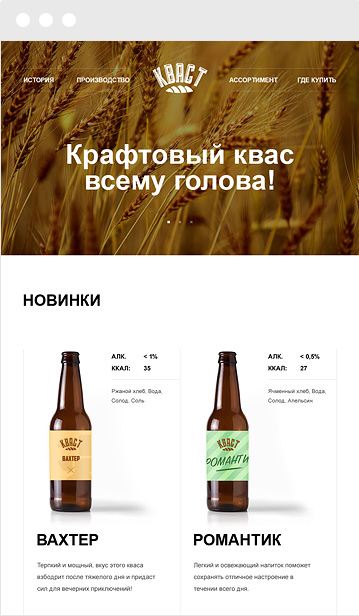 ИСТОРИЯ ПРОИЗВОДСТВО КВАСТ АССОРТИМЕНТ ГДЕ КУПИТЬ
Крафтовый квас
всему голова!
НОВИНКИ
АЛК. < 1%
ККАЛ: 35
Ржаной хлеб, Вода,
Солод, Соль
КВАСТ
ВАХТЕР
АЛК. < 0,5%
ККАЛ: 27
Ячменный хлеб, Вода,
Солод, Апельсин
КВАСТ
РОМАНТИ
ВАХТЕР
Терпкий и мощный, вкус этого кваса
взбодрит после тяжелого дня и придаст
сил для вечерних приключений!
РОМАНТИК
Легкий и освежающий напиток поможет
сохранять отличное настроение в
течении всего дня.